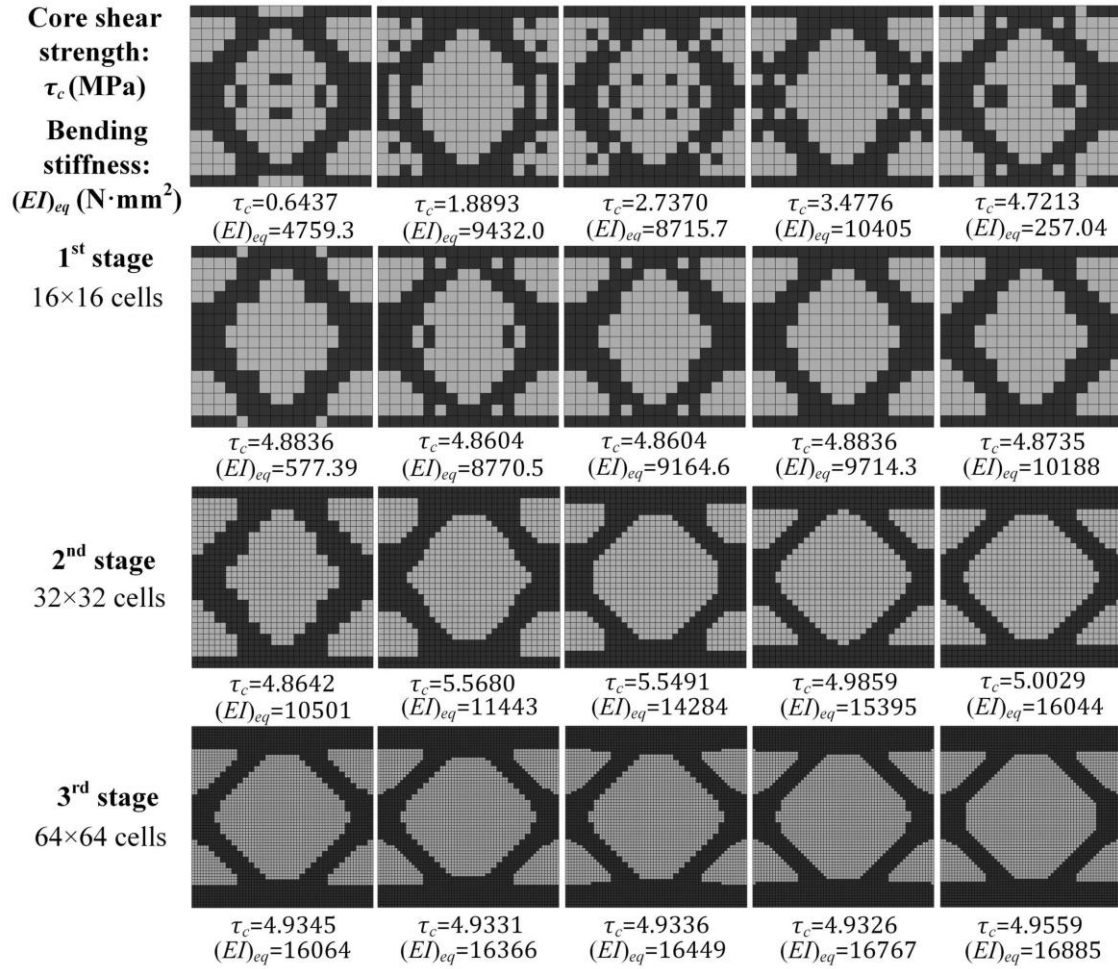 Core shear
strength:
τc (MPa)
Bending
stiffness:
(EI)eq (N·mm²)
τc=0.6437
(EI)eq=4759.3
τc=1.8893
(EI)eq=9432.0
τc=2.7370
(EI)eq=8715.7
τc=3.4776
(EI)eq=10405
τc=4.7213
(EI)eq=257.04
1st stage
16×16 cells
τc=4.8836
(EI)eq=577.39
τc=4.8604
(EI)eq=8770.5
τc=4.8604
(EI)eq=9164.6
τc=4.8836
(EI)eq=9714.3
τc=4.8735
(EI)eq=10188
2nd stage
32×32 cells
τc=4.8642
(EI)eq=10501
τc=5.5680
(EI)eq=11443
τc=5.5491
(EI)eq=14284
τc=4.9859
(EI)eq=15395
τc=5.0029
(EI)eq=16044
3rd stage
64×64 cells
τc=4.9345
(EI)eq=16064
τc=4.9331
(EI)eq=16366
τc=4.9336
(EI)eq=16449
τc=4.9326
(EI)eq=16767
τc=4.9559
(EI)eq=16885